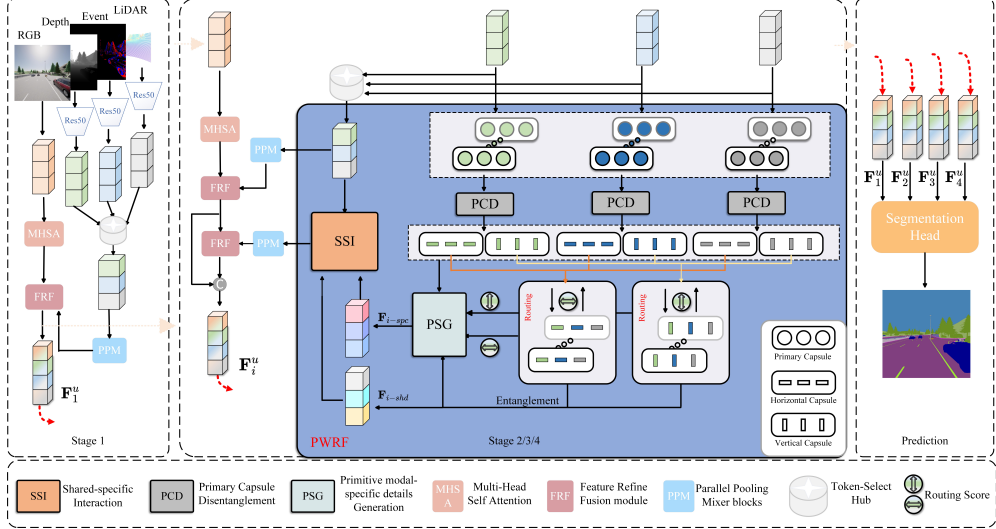 RGB
Depth
Event
LiDAR
Res50
Res50
Res50
MHSA
FRF
PPM
F₁ᵘ
Stage 1
MHSA
PPM
FRF
FRF
PPM
C
Fᵢᵘ
SSI
PCD
PCD
PCD
PSG
Routing
Routing
F_{i-spc}
F_{i-shd}
Entanglement
PWRF
Stage 2/3/4
Primary Capsule
Horizontal Capsule
Vertical Capsule
F₁ᵘ F₂ᵘ F₃ᵘ F₄ᵘ
Segmentation
Head
Prediction
SSI
Shared-specific
Interaction
PCD
Primary Capsule
Disentanglement
PSG
Primitive modal-
specific details
Generation
MHS
A
Multi-Head
Self Attention
FRF
Feature Refine
Fusion module
PPM
Parallel Pooling
Mixer blocks
Token-Select
Hub
Routing Score